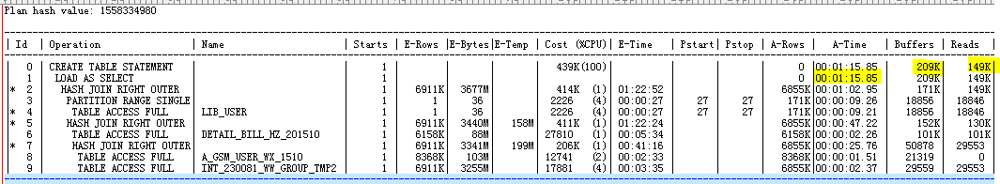 Plan hash value: 1558334980
| Id | Operation | Name | Starts | E-Rows | E-Bytes | E-Temp | Cost (%CPU) | E-Time | Pstart | Pstop | A-Rows | A-Time | Buffers | Reads
| 0 | CREATE TABLE STATEMENT | | 1 | | | | 439K(100) | | | | 0 | 00:01:15.85 | 209K | 149K
| 1 | LOAD AS SELECT | | 1 | | | | | | | | 0 | 00:01:15.85 | 209K | 149K
|* 2 | HASH JOIN RIGHT OUTER | | 1 | 6911K | 3677M | | 414K (1) | 01:22:52 | | | 6855K | 00:01:02.95 | 171K | 149K
| 3 | PARTITION RANGE SINGLE | | 1 | 1 | 36 | | 2226 (4) | 00:00:27 | 27 | 27 | 171K | 00:00:09.26 | 18856 | 18846
|* 4 | TABLE ACCESS FULL | LIB_USER | 1 | 1 | 36 | | 2226 (4) | 00:00:27 | 27 | 27 | 171K | 00:00:09.21 | 18856 | 18846
|* 5 | HASH JOIN RIGHT OUTER | | 1 | 6911K | 3440M | 158M | 411K (1) | 01:22:24 | | | 6855K | 00:00:47.22 | 152K | 130K
| 6 | TABLE ACCESS FULL | DETAIL_BILL_HZ_201510 | 1 | 6158K | 88M | | 27810 (1) | 00:05:34 | | | 6158K | 00:00:02.26 | 101K | 101K
|* 7 | HASH JOIN RIGHT OUTER | | 1 | 6911K | 3341M | 199M | 206K (1) | 00:41:16 | | | 6855K | 00:00:25.76 | 50878 | 29553
| 8 | TABLE ACCESS FULL | A_GSM_USER_WX_1510 | 1 | 8368K | 103M | | 12741 (2) | 00:02:33 | | | 8368K | 00:00:01.51 | 21319 | 0
| 9 | TABLE ACCESS FULL | INT_230081_WW_GROUP_TMP2 | 1 | 6911K | 3255M | | 17881 (4) | 00:03:35 | | | 6855K | 00:00:08.37 | 29559 | 29553